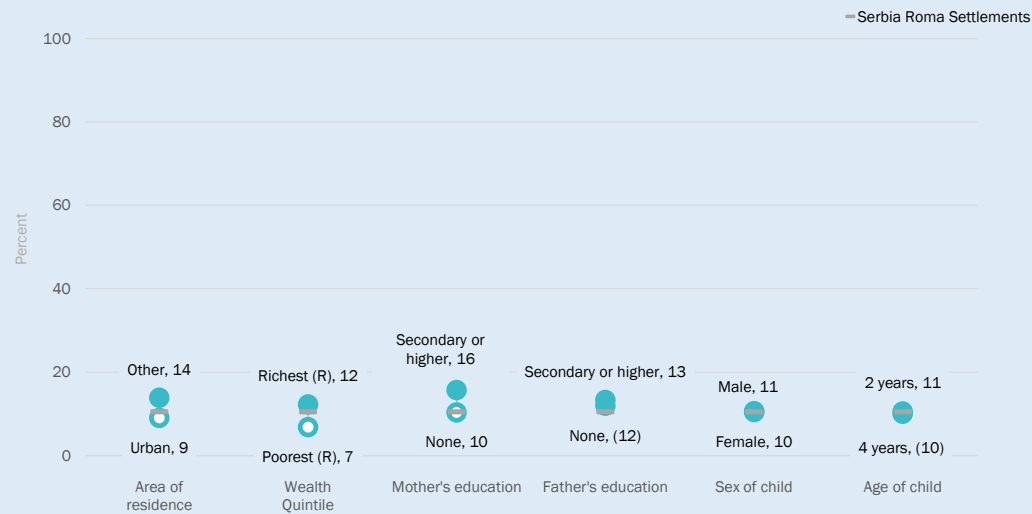 Serbia Roma Settlements
100
80
60
40
20
0
Percent
Other, 14
Urban, 9
Richest (R), 12
Poorest (R), 7
Secondary or
higher, 16
None, 10
Secondary or higher, 13
None, (12)
Male, 11
Female, 10
2 years, 11
4 years, (10)
Area of
residence
Wealth
Quintile
Mother's education
Father's education
Sex of child
Age of child